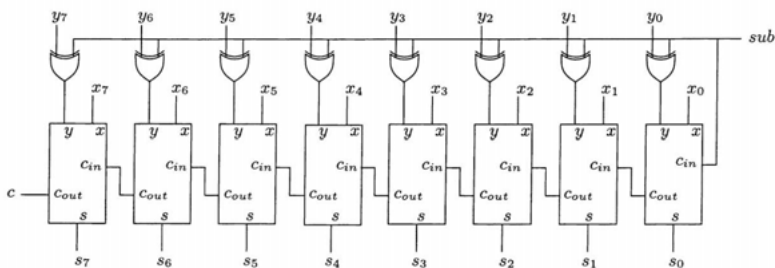 y7 y6 y5 y4 y3 y2 y1 y0
sub
x7 x6 x5 x4 x3 x2 x1 x0
y x y x y x y x y x y x y x y x
cin cin cin cin cin cin cin cin
c cout cout cout cout cout cout cout cout
s s s s s s s s
s7 s6 s5 s4 s3 s2 s1 s0